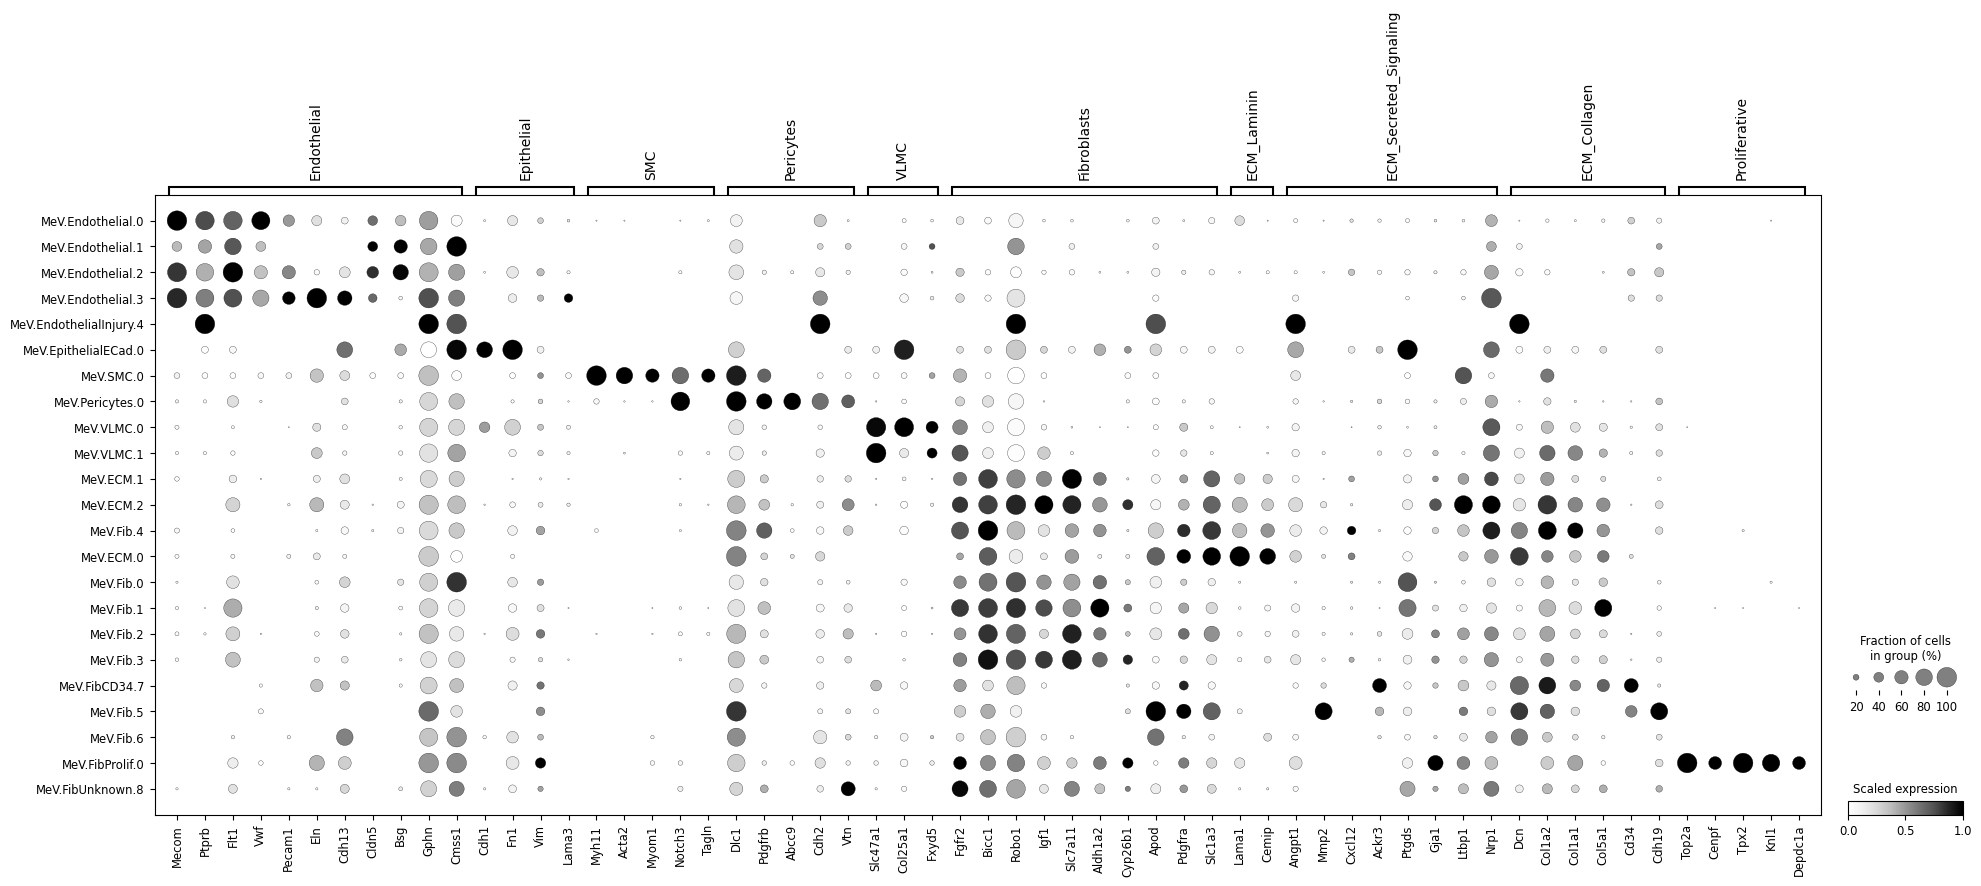 Endothelial
Epithelial
SMC
Pericytes
VLMC
Fibroblasts
ECM_Laminin
ECM_Secreted_Signaling
ECM_Collagen
Proliferative
MeV.Endothelial.0
MeV.Endothelial.1
MeV.Endothelial.2
MeV.Endothelial.3
MeV.EndothelialInjury.4
MeV.EpithelialECad.0
MeV.SMC.0
MeV.Pericytes.0
MeV.VLMC.0
MeV.VLMC.1
MeV.ECM.1
MeV.ECM.2
MeV.Fib.4
MeV.ECM.0
MeV.Fib.0
MeV.Fib.1
MeV.Fib.2
MeV.Fib.3
MeV.FibCD34.7
MeV.Fib.5
MeV.Fib.6
MeV.FibProlif.0
MeV.FibUnknown.8
Mecom
Ptprb
Flt1
Vwf
Pecam1
Eln
Cdh13
Cldn5
Bsg
Gphn
Cmss1
Cdh1
Fn1
Vim
Lama3
Myh11
Acta2
Myom1
Notch3
Tagln
Dlc1
Pdgfrb
Abcc9
Cdh2
Vtn
Slc47a1
Col25a1
Fxyd5
Fgfr2
Bicc1
Robo1
Igf1
Slc7a11
Aldh1a2
Cyp26b1
Apod
Pdgfra
Slc1a3
Lama1
Cemip
Angpt1
Mmp2
Cxcl12
Ackr3
Ptgds
Gja1
Ltbp1
Nrp1
Dcn
Col1a2
Col1a1
Col5a1
Cd34
Cdh19
Top2a
Cenpf
Tpx2
Knl1
Depdc1a
Fraction of cells
in group (%)
20 40 60 80 100
Scaled expression
0.0 0.5 1.0